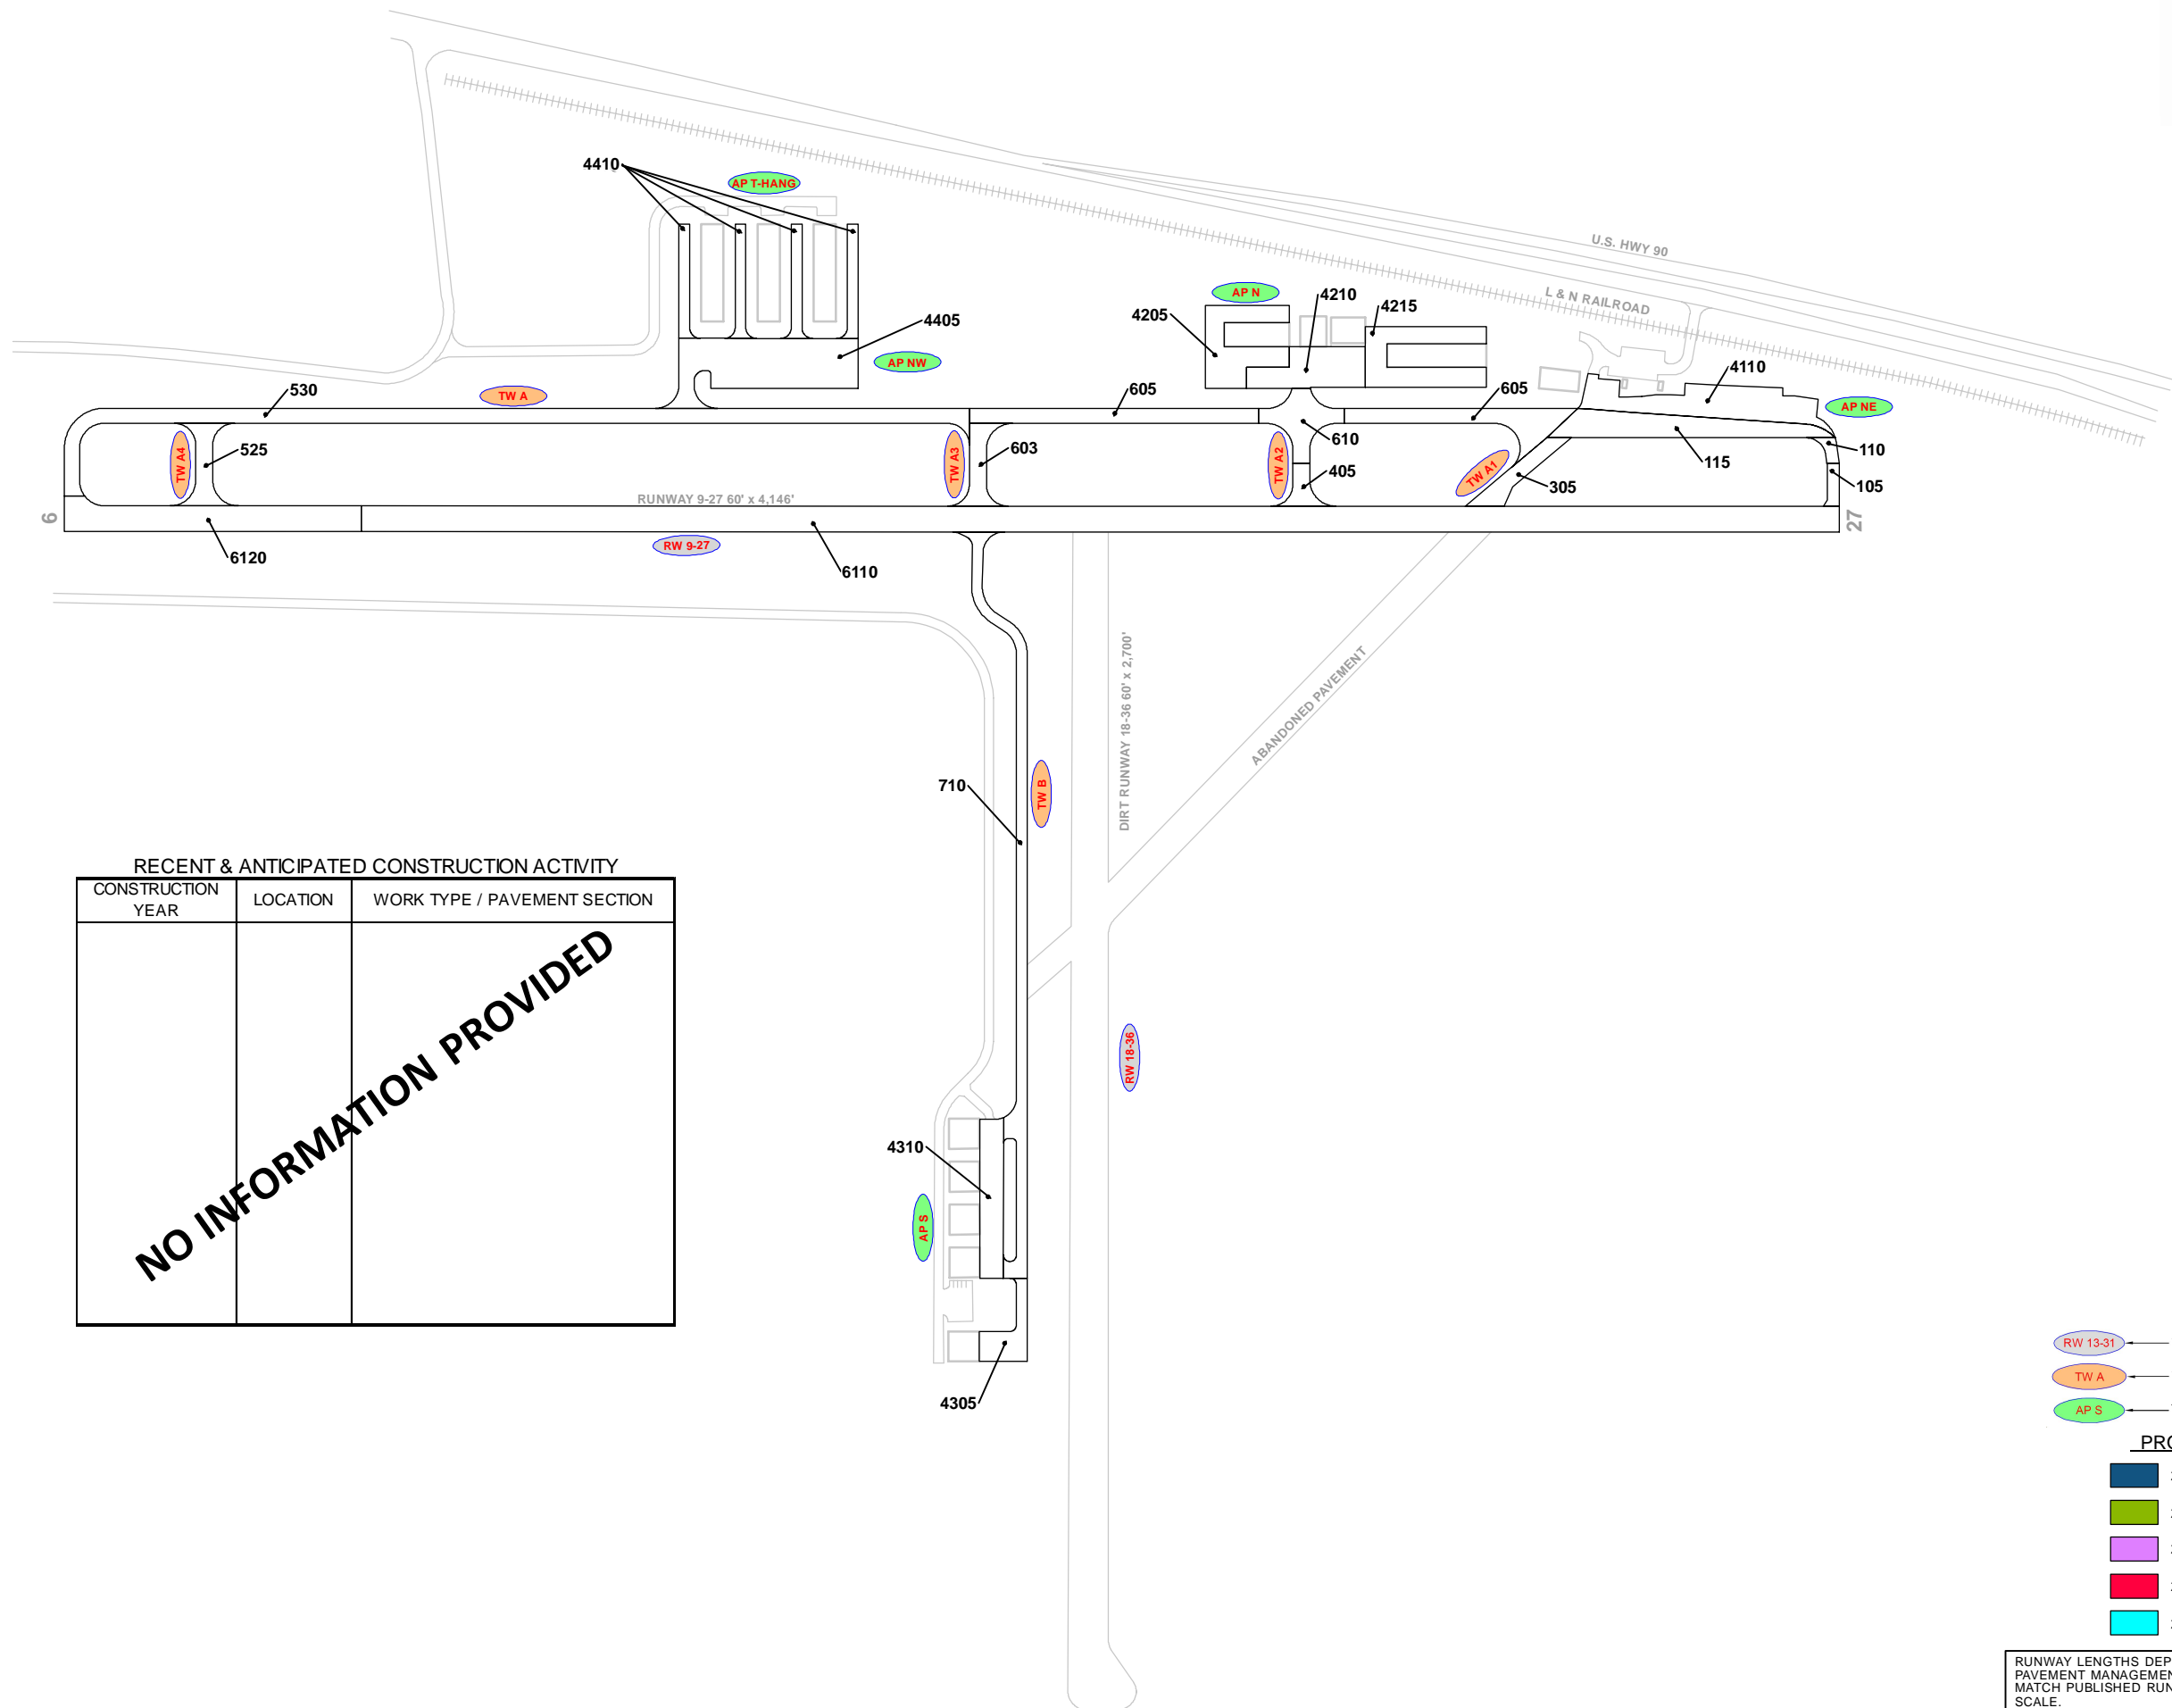 4410
AP T-HANG
U.S. HWY 90
L & N RAILROAD
AP N
4210
4215
4205
4405
AP NW
4110
530
TW A
605
605
AP NE
TW A4
525
TW A3
603
TW A2
610
405
TW A1
305
115
110
105
RUNWAY 9-27 60' x 4,146'
9
27
6120
RW 9-27
6110
DIRT RUNWAY 18-36 60' x 2,700'
ABANDONED PAVEMENT
710
TW B
RECENT & ANTICIPATED CONSTRUCTION ACTIVITY
CONSTRUCTION
YEAR
LOCATION
WORK TYPE / PAVEMENT SECTION
NO INFORMATION PROVIDED
RW 18-36
4310
AP S
4305
RW 13-31
TW A
AP S
RUNWAY LENGTHS
SCALE.